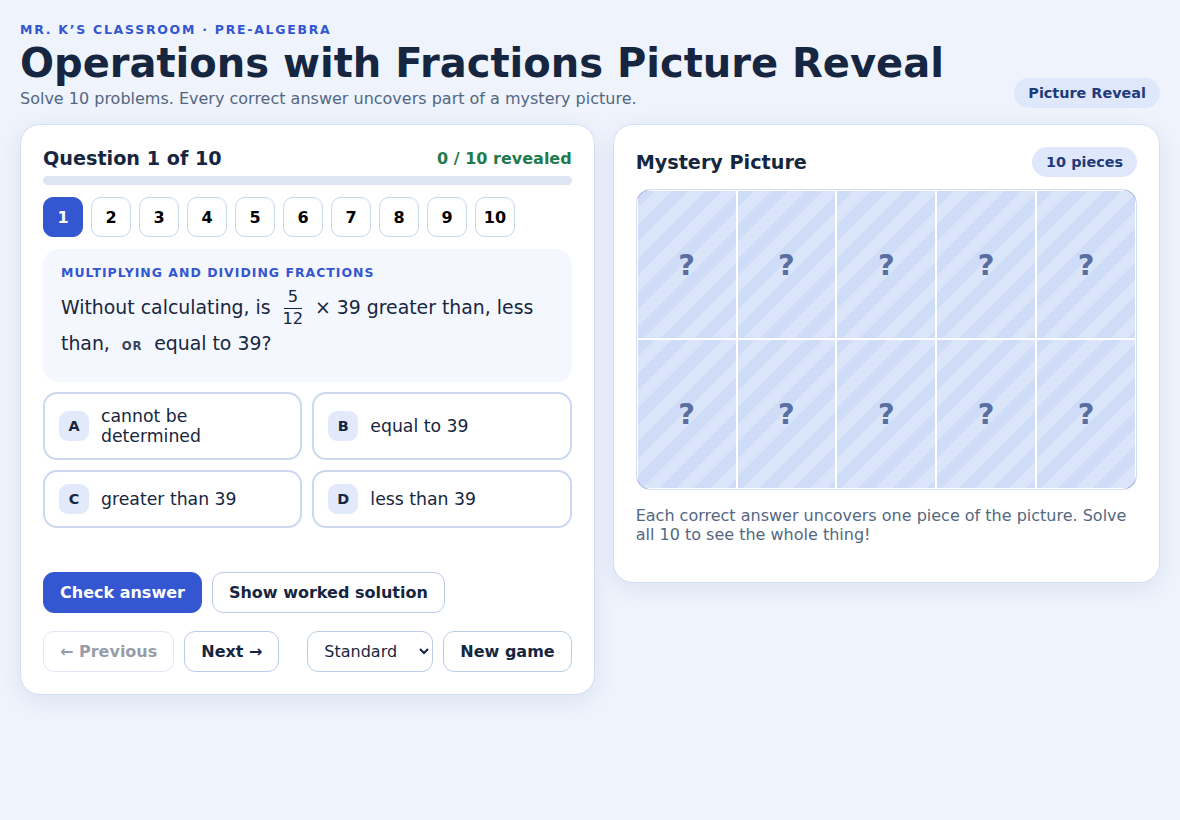 MR. K’S CLASSROOM · PRE-ALGEBRA
Operations with Fractions Picture Reveal
Solve 10 problems. Every correct answer uncovers part of a mystery picture.
Picture Reveal
Question 1 of 10
0 / 10 revealed
1 2 3 4 5 6 7 8 9 10
MULTIPLYING AND DIVIDING FRACTIONS
Without calculating, is 5/12 × 39 greater than, less
than, OR equal to 39?
A cannot be
determined
B equal to 39
C greater than 39
D less than 39
Check answer
Show worked solution
← Previous
Next →
Standard
New game
Mystery Picture
10 pieces
? ? ? ? ?
? ? ? ? ?
Each correct answer uncovers one piece of the picture. Solve
all 10 to see the whole thing!